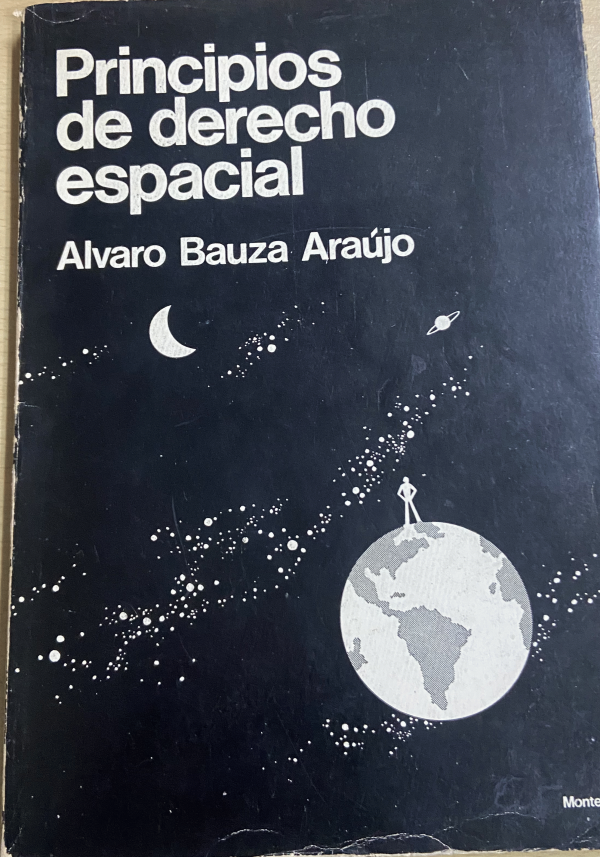 Principios
de derecho
espacial
Alvaro Bauza Araújo
Monte